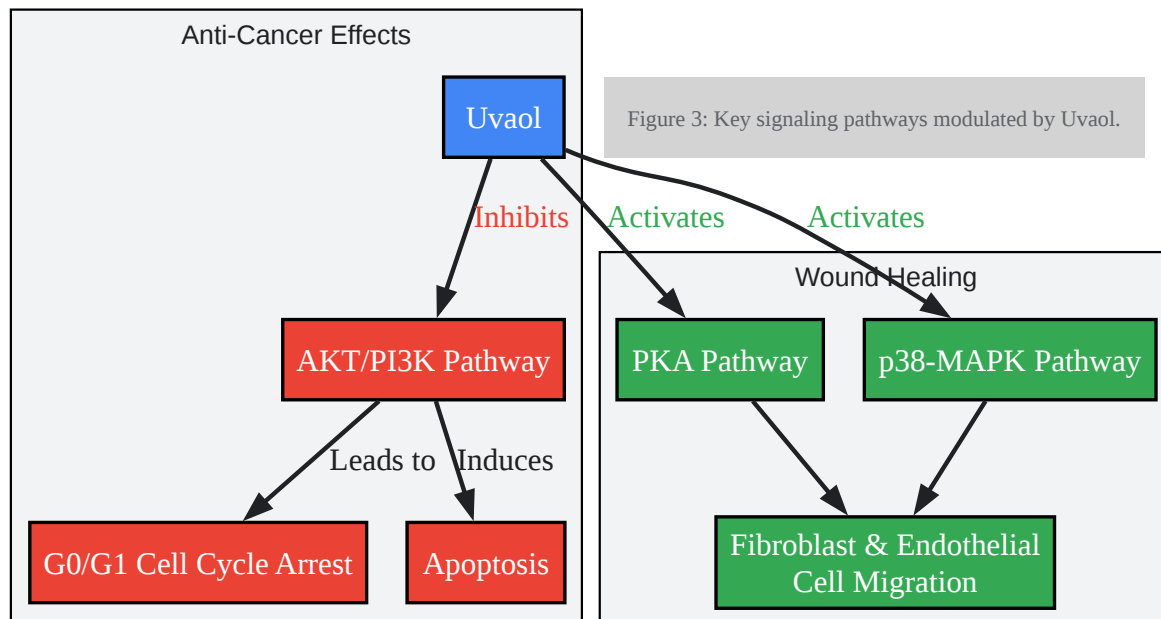 Anti-Cancer Effects
Uvaol
Figure 3: Key signaling pathways modulated by Uvaol.
Inhibits
Activates
Activates
Wound Healing
AKT/PI3K Pathway
PKA Pathway
p38-MAPK Pathway
Leads to
Induces
G0/G1 Cell Cycle Arrest
Apoptosis
Fibroblast & Endothelial
Cell Migration